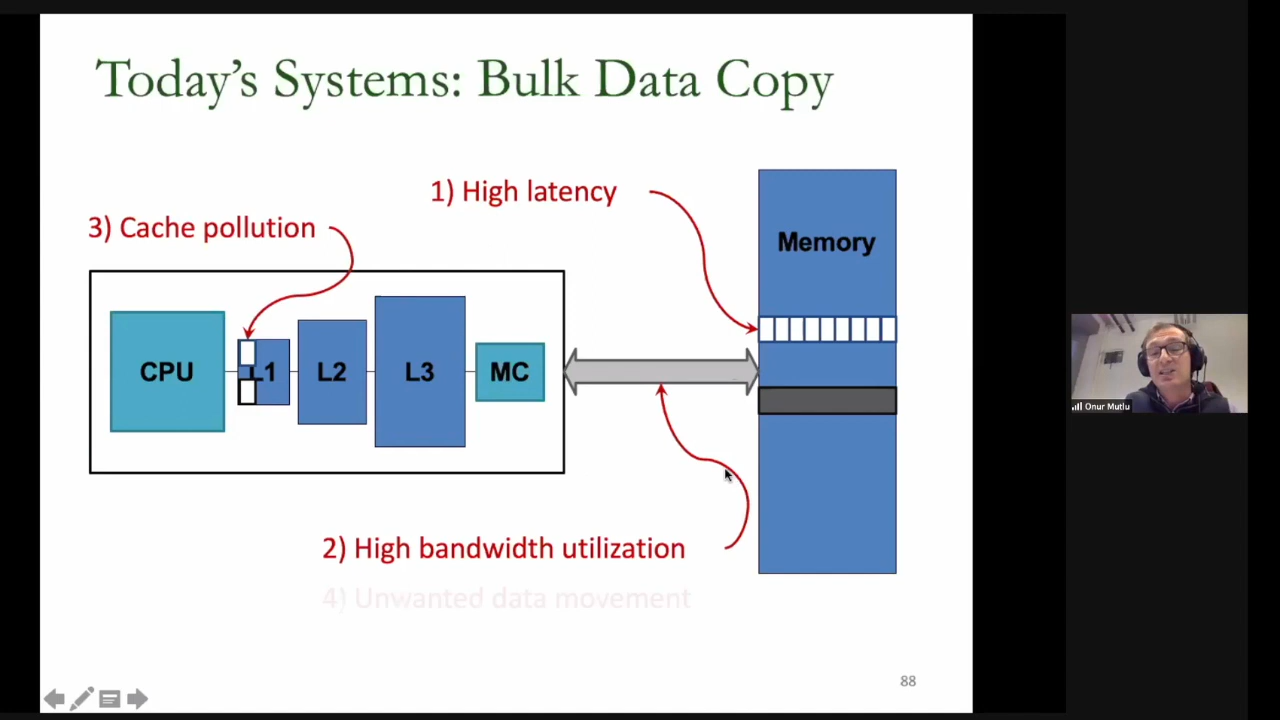 Today's Systems: Bulk Data Copy
1) High latency
3) Cache pollution
Memory
CPU
L1
L2
L3
MC
2) High bandwidth utilization
4) Unwanted data movement
88
Onur Mutlu